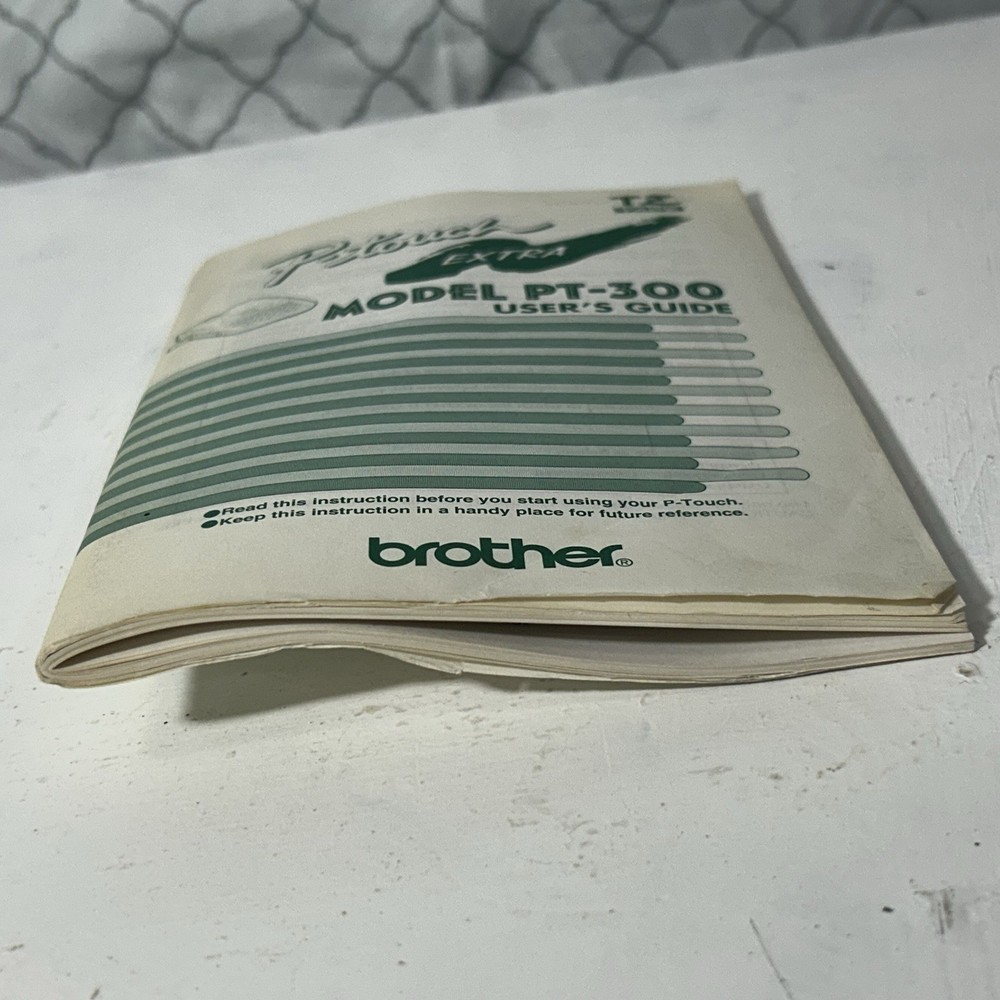 TZ
P-touch
EXTRA
MODEL PT-300
USER'S GUIDE
●Read this instruction before you start using your P-Touch.
●Keep this instruction in a handy place for future reference.
brother®